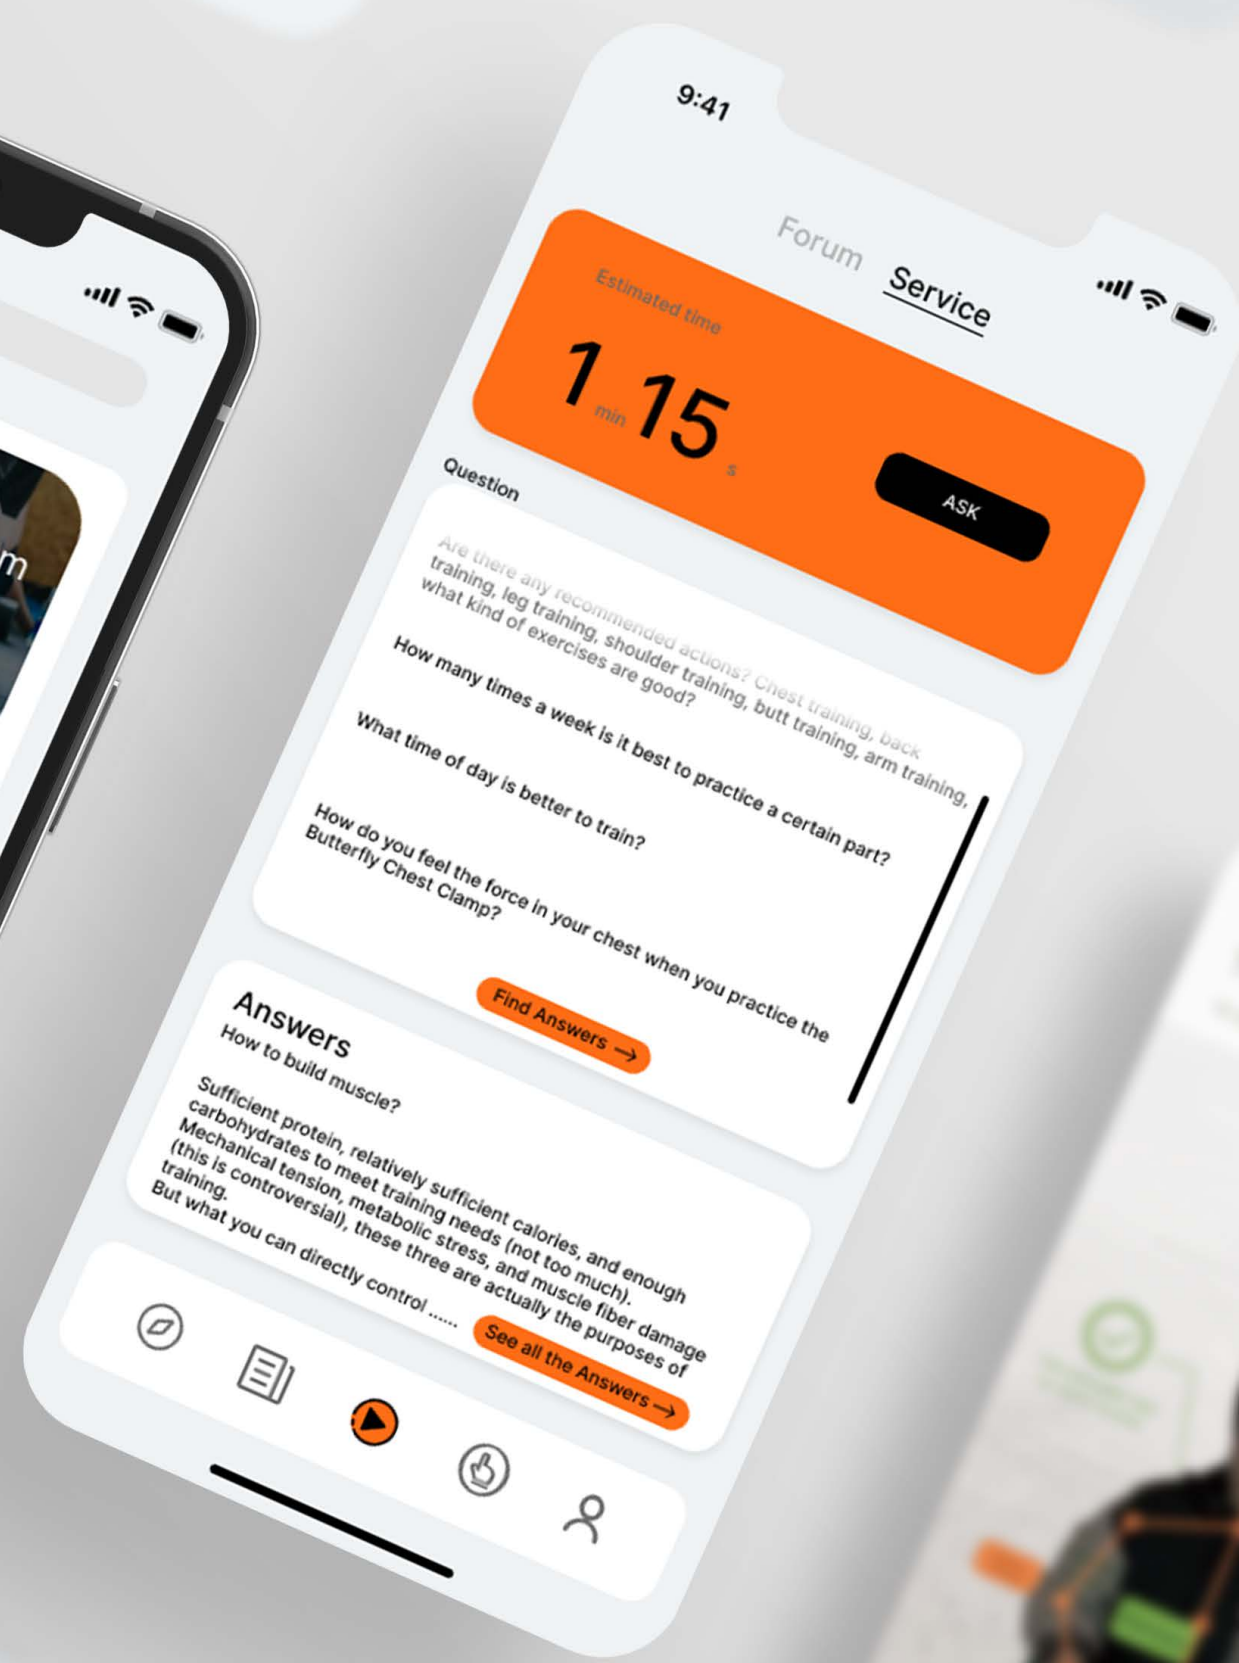 9:41
Forum
Service
Estimated time
1 min 15 s
ASK
Question
Are there any recommended actions? Chest training, back
training, leg training, shoulder training, butt training, arm training,
what kind of exercises are good?
How many times a week is it best to practice a certain part?
What time of day is better to train?
How do you feel the force in your chest when you practice the
Butterfly Chest Clamp?
Find Answers →
Answers
How to build muscle?
Sufficient protein, relatively sufficient calories, and enough
carbohydrates to meet training needs (not too much).
Mechanical tension, metabolic stress, and muscle fiber damage
(this is controversial), these three are actually the purposes of
training.
But what you can directly control ......
See all the Answers →